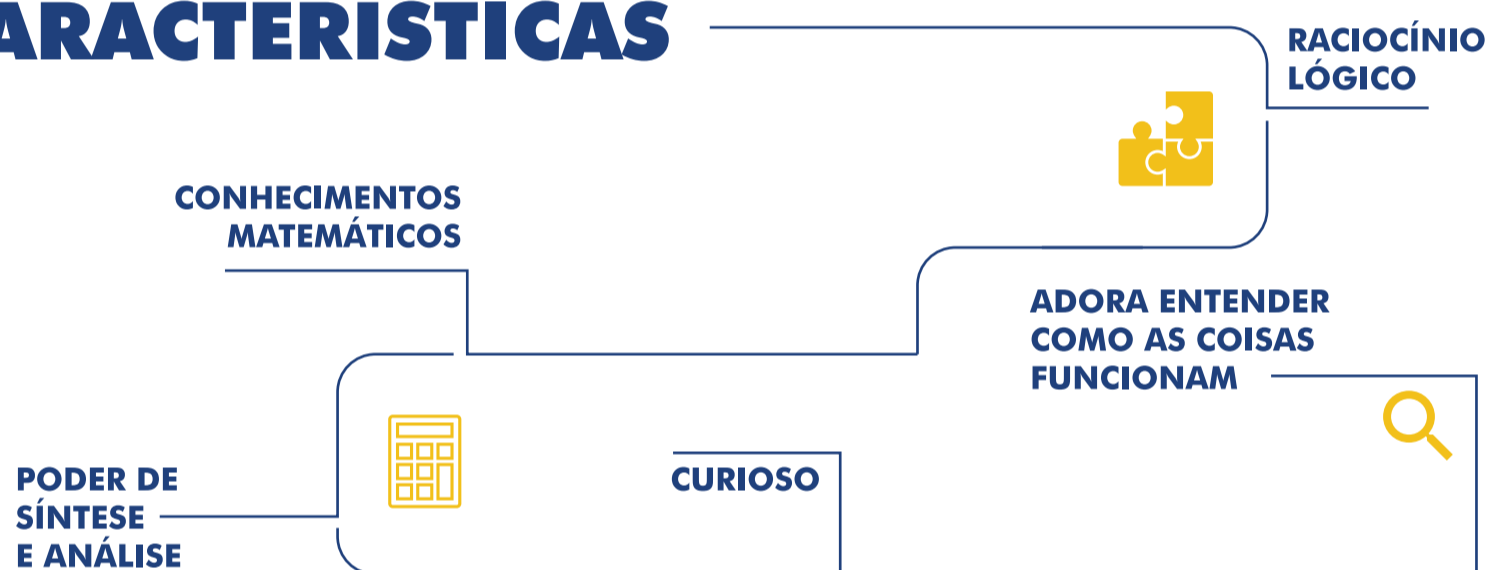 ARACTERISTICAS
RACIOCÍNIO
LÓGICO
CONHECIMENTOS
MATEMÁTICOS
ADORA ENTENDER
COMO AS COISAS
FUNCIONAM
PODER DE
SÍNTESE
E ANÁLISE
CURIOSO